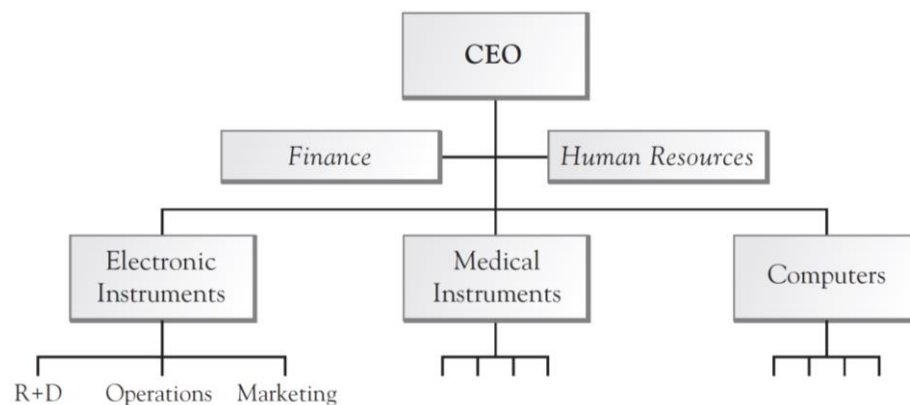 CEO
Finance
Human Resources
Electronic
Instruments
Medical
Instruments
Computers
R+D
Operations
Marketing